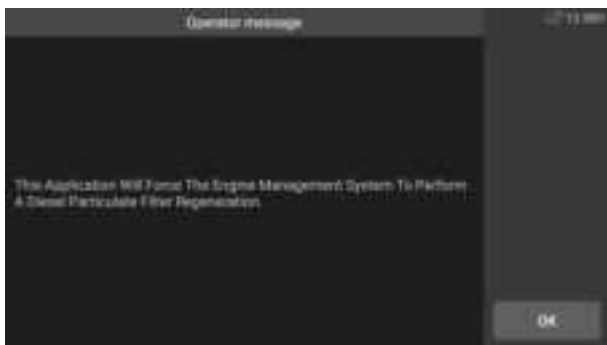 Operator message
This Application Will Force The Engine Management System To Perform
A Diesel Particulate Filter Regeneration
OK